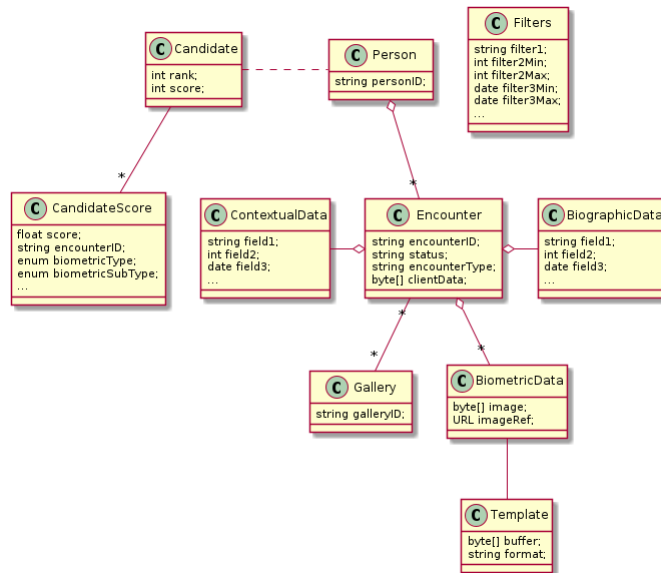 C Candidate
int rank;
int score;
C Person
string personID;
C Filters
string filter1;
int filter2Min;
int filter2Max;
date filter3Min;
date filter3Max;
...
*
*
C CandidateScore
float score;
string encounterID;
enum biometricType;
enum biometricSubType;
...
C ContextualData
string field1;
int field2;
date field3;
...
C Encounter
string encounterID;
string status;
string encounterType;
byte[] clientData;
C BiographicData
string field1;
int field2;
date field3;
...
*
*
*
C Gallery
string galleryID;
C BiometricData
byte[] image;
URL imageRef;
C Template
byte[] buffer;
string format;